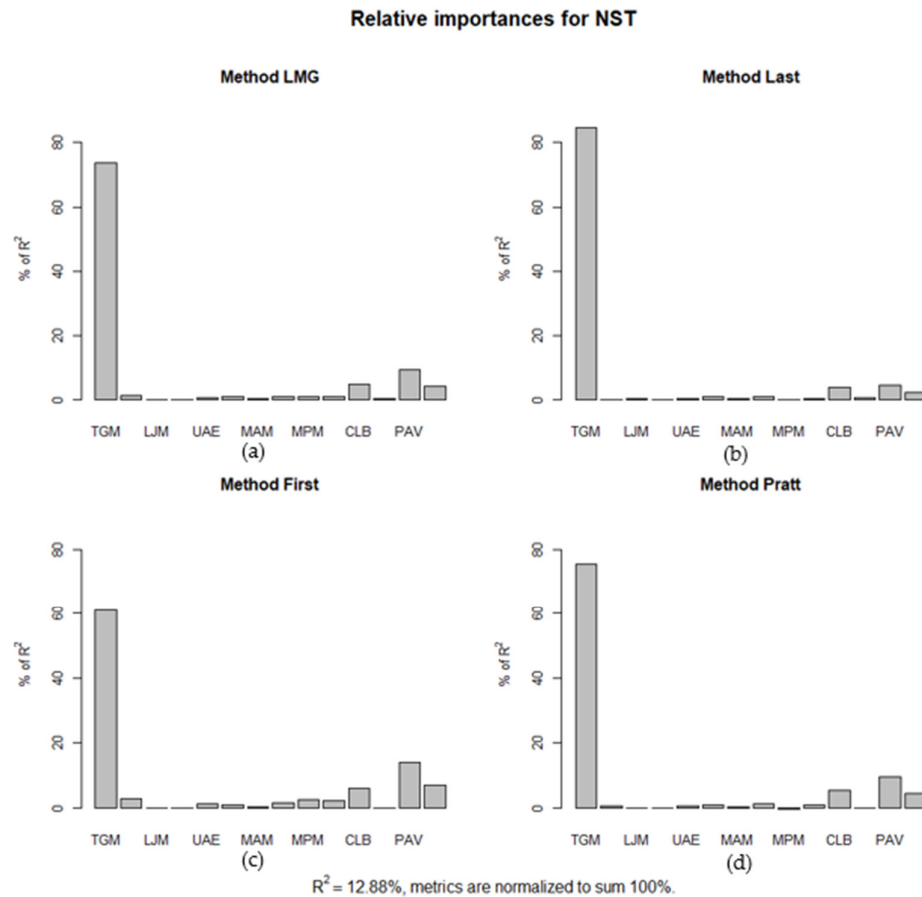 Relative importances for NST
Method LMG
% of R²
0 20 40 60 80
TGM LJM UAE MAM MPM CLB PAV
(a)
Method Last
% of R²
0 20 40 60 80
TGM LJM UAE MAM MPM CLB PAV
(b)
Method First
% of R²
0 20 40 60 80
TGM LJM UAE MAM MPM CLB PAV
(c)
Method Pratt
% of R²
0 20 40 60 80
TGM LJM UAE MAM MPM CLB PAV
(d)
R² = 12.88%, metrics are normalized to sum 100%.